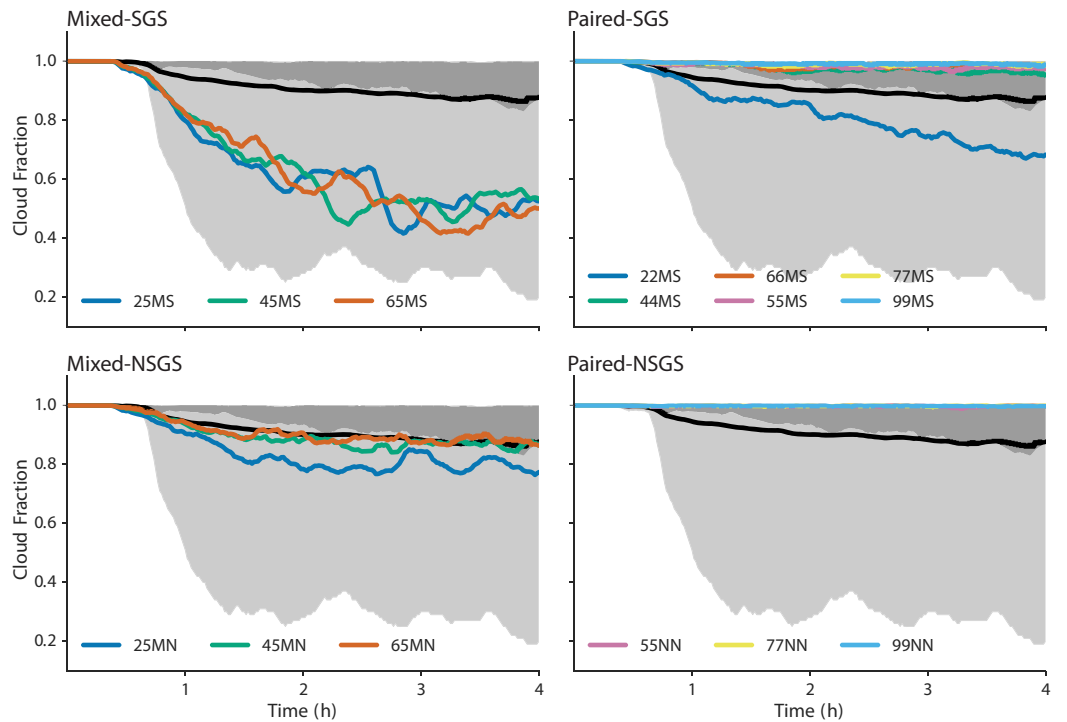 Mixed-SGS
Paired-SGS
1.0
0.8
0.6
0.4
0.2
Cloud Fraction
25MS 45MS 65MS
22MS 66MS 77MS
44MS 55MS 99MS
Mixed-NSGS
Paired-NSGS
1.0
0.8
0.6
0.4
0.2
Cloud Fraction
25MN 45MN 65MN
55NN 77NN 99NN
1 2 3 4
1 2 3 4
Time (h)
Time (h)